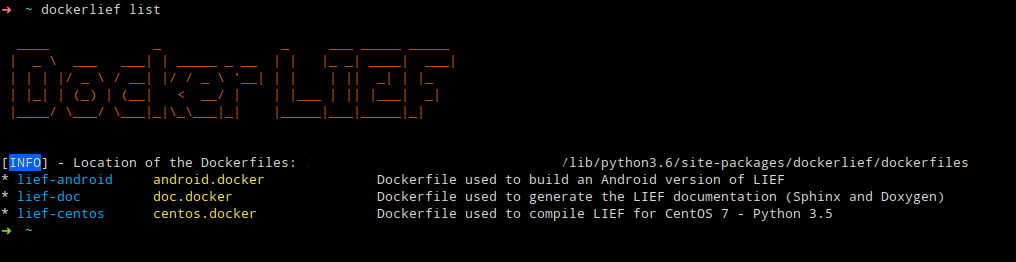 ➜ ~ dockerlief list
Docker LIEF
[INFO] - Location of the Dockerfiles: /lib/python3.6/site-packages/dockerlief/dockerfiles
* lief-android android.docker Dockerfile used to build an Android version of LIEF
* lief-doc doc.docker Dockerfile used to generate the LIEF documentation (Sphinx and Doxygen)
* lief-centos centos.docker Dockerfile used to compile LIEF for CentOS 7 - Python 3.5
➜ ~